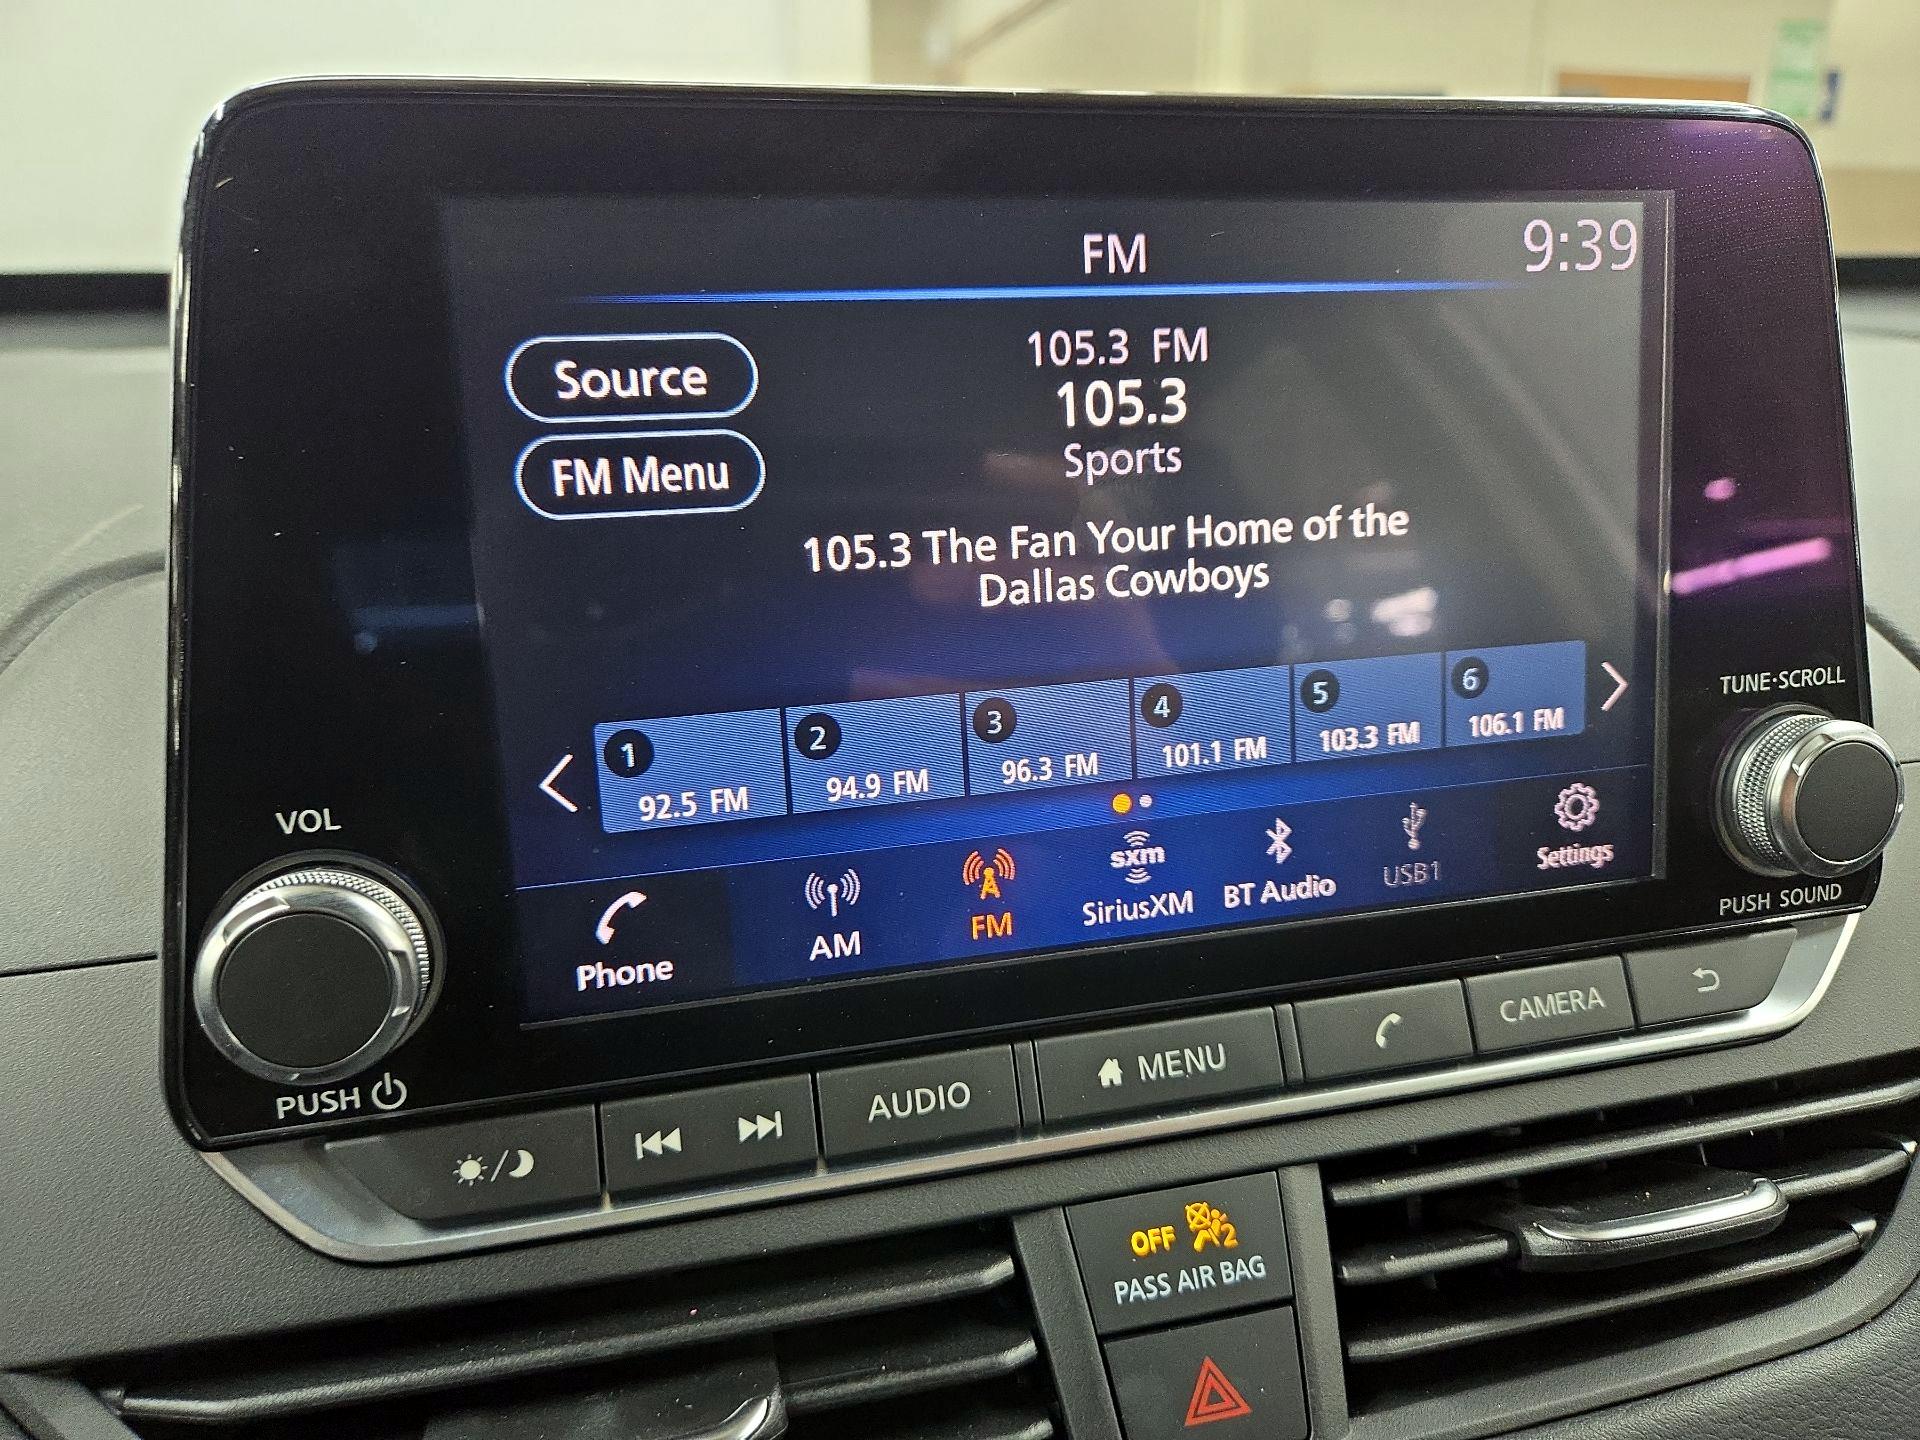 FM
9:39
Source
105.3 FM
105.3
FM Menu
Sports
105.3 The Fan Your Home of the
Dallas Cowboys
1
92.5 FM
2
94.9 FM
3
96.3 FM
4
101.1 FM
5
103.3 FM
6
106.1 FM
Phone
AM
FM
sxm
SiriusXM
BT Audio
USB1
Settings
VOL
PUSH
TUNE·SCROLL
PUSH SOUND
AUDIO
MENU
CAMERA
OFF
2
PASS AIR BAG